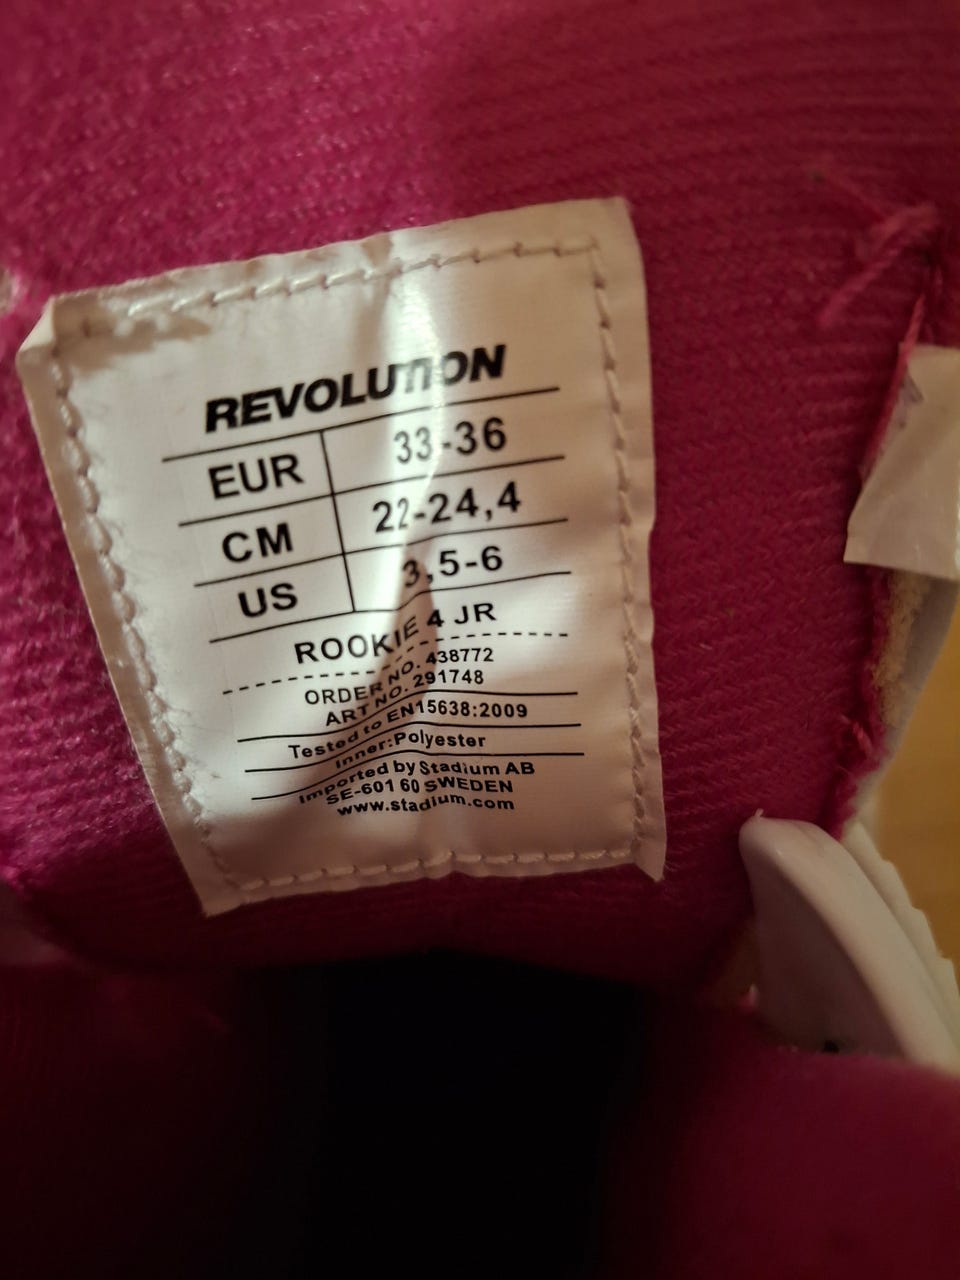 REVOLUTION
EUR 33-36
CM 22-24,4
US 3,5-6
ROOKIE 4 JR
ORDER NO. 438772
ART NO. 291748
Tested to EN15638:2009
Inner:Polyester
Imported by Stadium AB
SE-601 60 SWEDEN
www.stadium.com